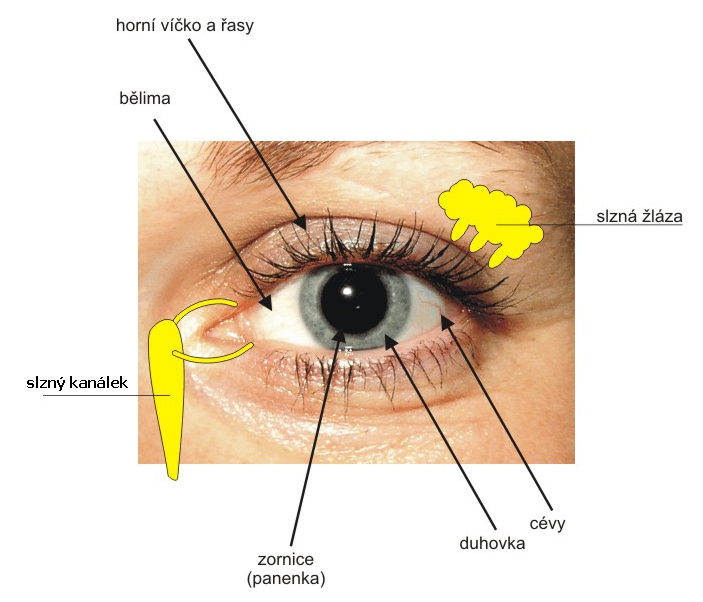 horní víčko a řasy
bělima
slzná žláza
slzný kanálek
cévy
duhovka
zornice
(panenka)